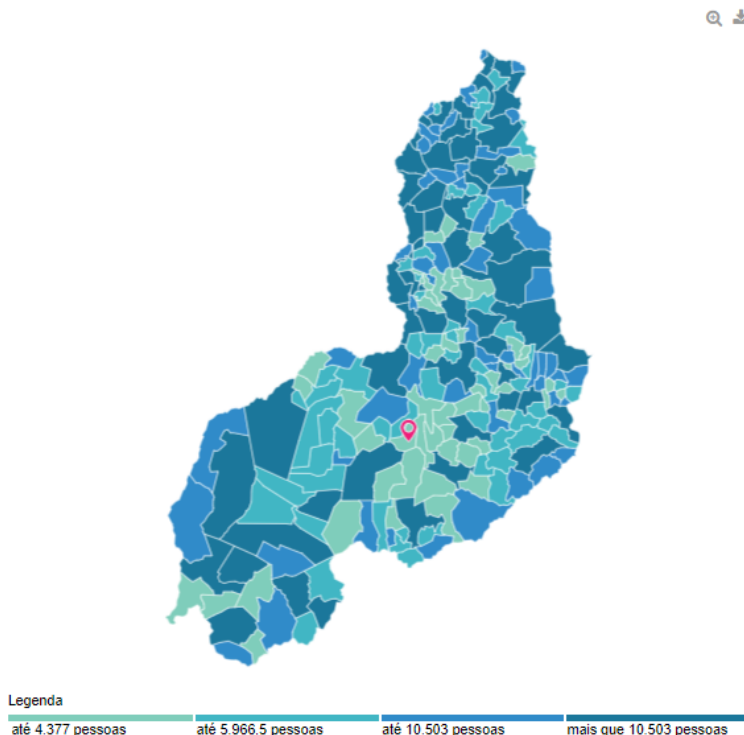 Legenda
até 4.377 pessoas
até 5.966,5 pessoas
até 10.503 pessoas
mais que 10.503 pessoas